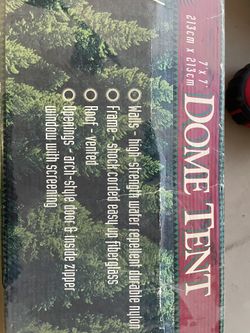 7' x 7'
213cm x 213cm
DOME TENT
Walls - high-strength water repellent durable nylon
Frame - shock corded easy up fiberglass
Roof - vented
Openings - arch-style door & inside zipper
window with screening